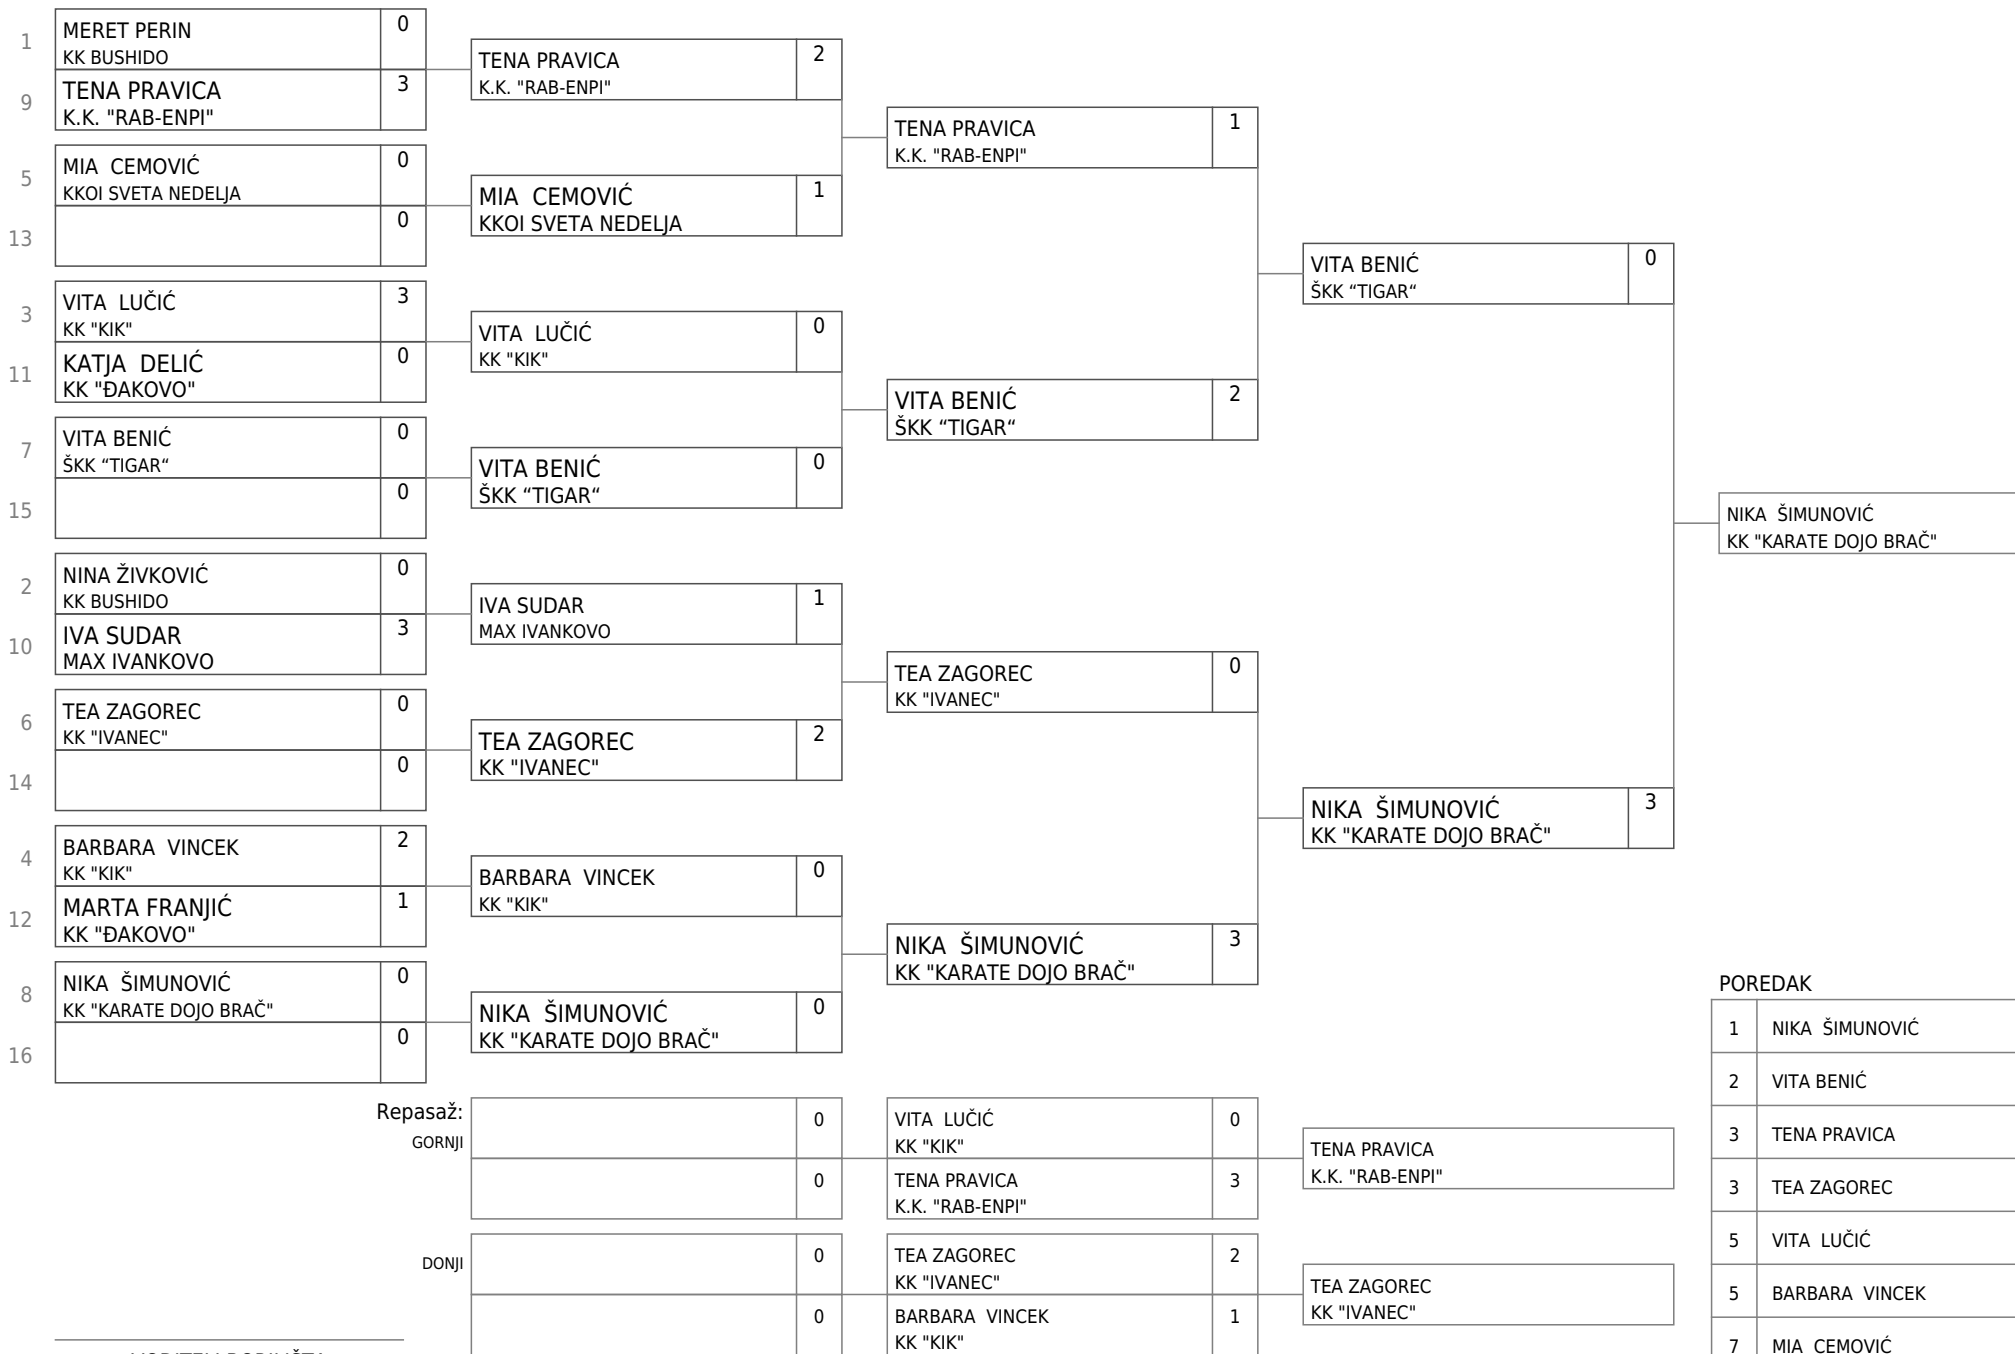 1
MERET PERIN
KK BUSHIDO
0
9
TENA PRAVICA
K.K. "RAB-ENPI"
3
5
MIA CEMOVIĆ
KKOI SVETA NEDELJA
0
13
0
3
VITA LUČIĆ
KK "KIK"
3
11
KATJA DELIĆ
KK "ĐAKOVO"
0
7
VITA BENIĆ
ŠKK “TIGAR“
0
15
0
2
NINA ŽIVKOVIĆ
KK BUSHIDO
0
10
IVA SUDAR
MAX IVANKOVO
3
6
TEA ZAGOREC
KK "IVANEC"
0
14
0
4
BARBARA VINCEK
KK "KIK"
2
12
MARTA FRANJIĆ
KK "ĐAKOVO"
1
8
NIKA ŠIMUNOVIĆ
KK "KARATE DOJO BRAČ"
0
16
0
TENA PRAVICA
K.K. "RAB-ENPI"
2
MIA CEMOVIĆ
KKOI SVETA NEDELJA
1
VITA LUČIĆ
KK "KIK"
0
VITA BENIĆ
ŠKK “TIGAR“
0
IVA SUDAR
MAX IVANKOVO
1
TEA ZAGOREC
KK "IVANEC"
2
BARBARA VINCEK
KK "KIK"
0
NIKA ŠIMUNOVIĆ
KK "KARATE DOJO BRAČ"
0
TENA PRAVICA
K.K. "RAB-ENPI"
1
VITA BENIĆ
ŠKK “TIGAR“
2
TEA ZAGOREC
KK "IVANEC"
0
NIKA ŠIMUNOVIĆ
KK "KARATE DOJO BRAČ"
3
VITA BENIĆ
ŠKK “TIGAR“
0
NIKA ŠIMUNOVIĆ
KK "KARATE DOJO BRAČ"
3
NIKA ŠIMUNOVIĆ
KK "KARATE DOJO BRAČ"
Repasaž:
GORNJI
0
0
VITA LUČIĆ
KK "KIK"
0
TENA PRAVICA
K.K. "RAB-ENPI"
3
TENA PRAVICA
K.K. "RAB-ENPI"
DONJI
0
0
TEA ZAGOREC
KK "IVANEC"
2
BARBARA VINCEK
KK "KIK"
1
TEA ZAGOREC
KK "IVANEC"
POREDAK
1 NIKA ŠIMUNOVIĆ
2 VITA BENIĆ
3 TENA PRAVICA
3 TEA ZAGOREC
5 VITA LUČIĆ
5 BARBARA VINCEK
7 MIA CEMOVIĆ